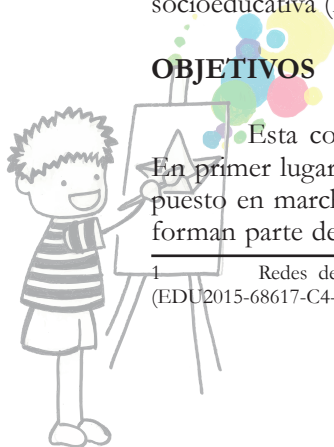 socioeducativa (
OBJETIVOS
Esta co
En primer lugar
puesto en march
forman parte de
1 Redes de
(EDU2015-68617-C4-